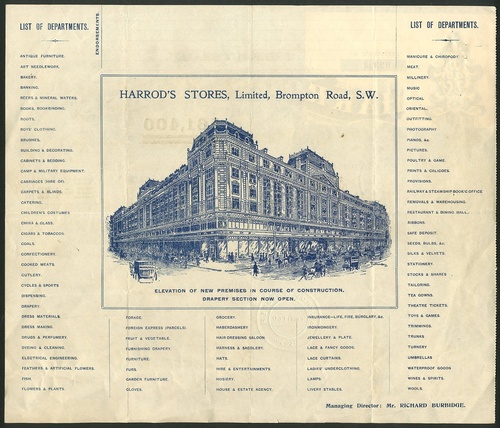 LIST OF DEPARTMENTS.
ANTIQUE FURNITURE.
ART NEEDLEWORK.
BAKERY.
BANKING.
BEERS & MINERAL WATERS.
BOOKS, BOOKBINDING.
BOOTS.
BOYS' CLOTHING.
BRUSHES.
BUILDING & DECORATING.
CABINETS & BEDDING.
CAMP & MILITARY EQUIPMENT.
CARRIAGES (HIRE OF).
CARPETS & BLINDS.
CATERING.
CHILDREN'S COSTUMES
CHINA & GLASS.
CIGARS & TOBACCO.
COALS.
CONFECTIONERY.
COOKED MEATS.
CUTLERY.
CYCLES & SPORTS
DISPENSING.
DRAPERY.
DRESS MATERIALS.
DRESS MAKING.
DRUGS & PERFUMERY.
DYEING & CLEANING.
ELECTRICAL ENGINEERING
FEATHERS & ARTIFICIAL FLOWERS.
FISH.
FLOWERS & PLANTS.
ENDORSEMENTS.
HARROD'S STORES, Limited, Brompton Road, S.W.
ELEVATION OF NEW PREMISES IN COURSE OF CONSTRUCTION.
DRAPERY SECTION NOW OPEN.
FORAGE.
FOREIGN EXPRESS (PARCELS).
FRUIT & VEGETABLE.
FURNISHING DRAPERY.
FURNITURE.
FURS.
GARDEN FURNITURE.
GLOVES.
GROCERY.
HABERDASHERY
HAIR-DRESSING SALOON
HARNESS & SADDLERY.
HATS.
HIRE & ENTERTAINMENTS.
HOSIERY.
HOUSE & ESTATE AGENCY.
INSURANCE—LIFE, FIRE, BURGLARY, &c.
IRONMONGERY.
JEWELLERY & PLATE.
LACE & FANCY GOODS.
LACE CURTAINS.
LADIES' UNDERCLOTHING.
LAMPS.
LIVERY STABLES.
LIST OF DEPARTMENTS.
MANICURE & CHIROPODY
MEAT.
MILLINERY.
MUSIC
OPTICAL
ORIENTAL.
OUTFITTING.
PHOTOGRAPHY
PIANOS, &c.
PICTURES.
POULTRY & GAME.
PRINTS & CALICOES.
PROVISIONS.
RAILWAY & STEAMSHIP BOOKG OFFICE
REMOVALS & WAREHOUSING.
RESTAURANT & DINING HALL.
RIBBONS
SAFE DEPOSIT.
SEEDS, BULBS, &c.
SILKS & VELVETS.
STATIONERY.
STOCKS & SHARES
TAILORING.
TEA GOWNS.
THEATRE TICKETS.
TOYS & GAMES
TRIMMINGS.
TRUNKS
TURNERY
UMBRELLAS
WATERPROOF GOODS
WINES & SPIRITS.
WOOLS.
Managing Director: Mr. RICHARD BURBIDGE.